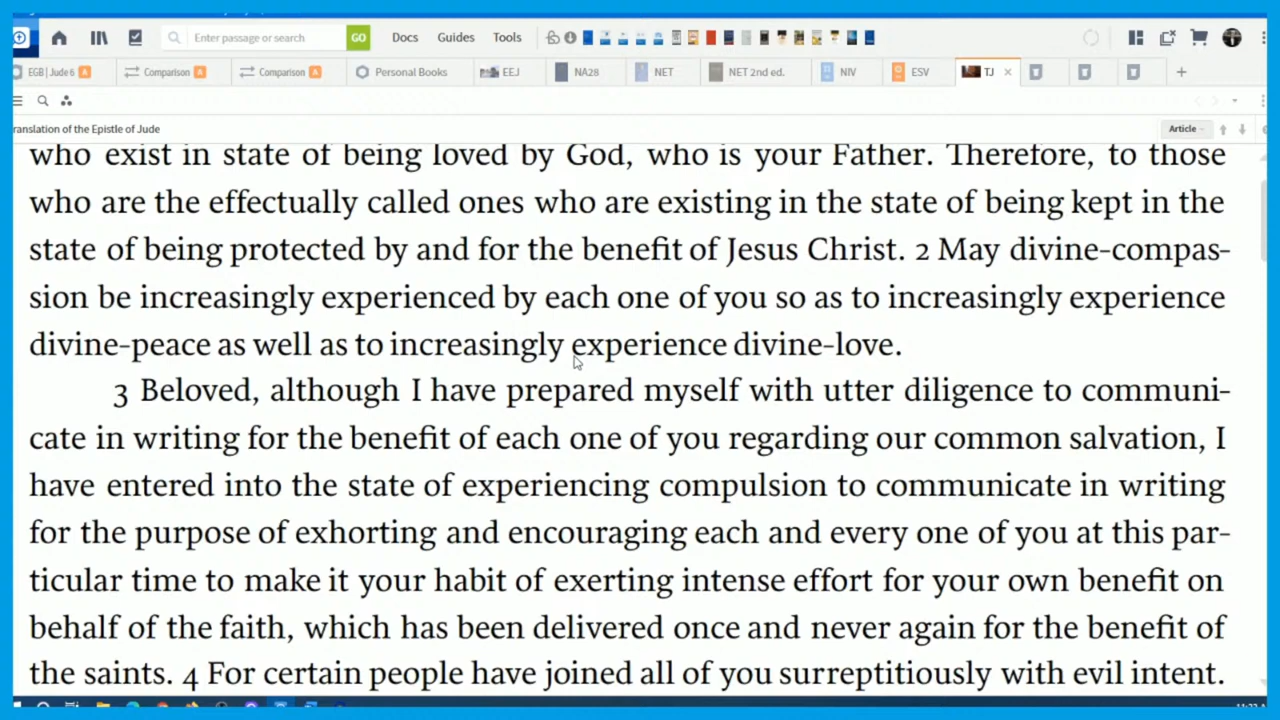 Enter passage or search GO Docs Guides Tools
EGB | Jude 6 A Comparison A Comparison A Personal Books EEJ NA28 NET NET 2nd ed. NIV ESV TJ
ranslation of the Epistle of Jude Article
who exist in state of being loved by God, who is your Father. Therefore, to those
who are the effectually called ones who are existing in the state of being kept in the
state of being protected by and for the benefit of Jesus Christ. 2 May divine-compas-
sion be increasingly experienced by each one of you so as to increasingly experience
divine-peace as well as to increasingly experience divine-love.
3 Beloved, although I have prepared myself with utter diligence to communi-
cate in writing for the benefit of each one of you regarding our common salvation, I
have entered into the state of experiencing compulsion to communicate in writing
for the purpose of exhorting and encouraging each and every one of you at this par-
ticular time to make it your habit of exerting intense effort for your own benefit on
behalf of the faith, which has been delivered once and never again for the benefit of
the saints. 4 For certain people have joined all of you surreptitiously with evil intent.